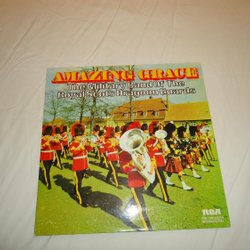 AMAZING GRACE
The Military Band Of The
Royal Scots Dragoon Guards
RCA